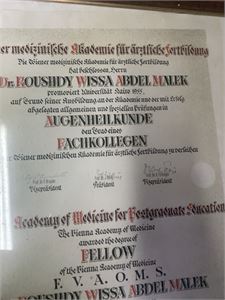 er medizinische Akademie für ärztliche Fortbildung
Die Wiener medizinische Akademie für ärztliche Fortbildung
hat beschlossen, Herrn
Dr. ROUSHDY WISSA ABDEL MALEK
promoviert Universität Kairo 1955,
auf Grund seiner Ausbildung an der Akademie und der mit Erfolg
abgelegten allgemeinen und speziellen Prüfungen in
AUGENHEILKUNDE
den Grad eines
FACHKOLLEGEN
der Wiener medizinischen Akademie für ärztliche Fortbildung zu verleihen
Vizepräsident Präsident Vizepräsident
Academy of Medicine for Postgraduate Education
The Vienna Academy of Medicine
awarded the degree of
FELLOW
of the Vienna Academy of Medicine
F. V. A. O. M. S.
ROUSHDY WISSA ABDEL MALEK